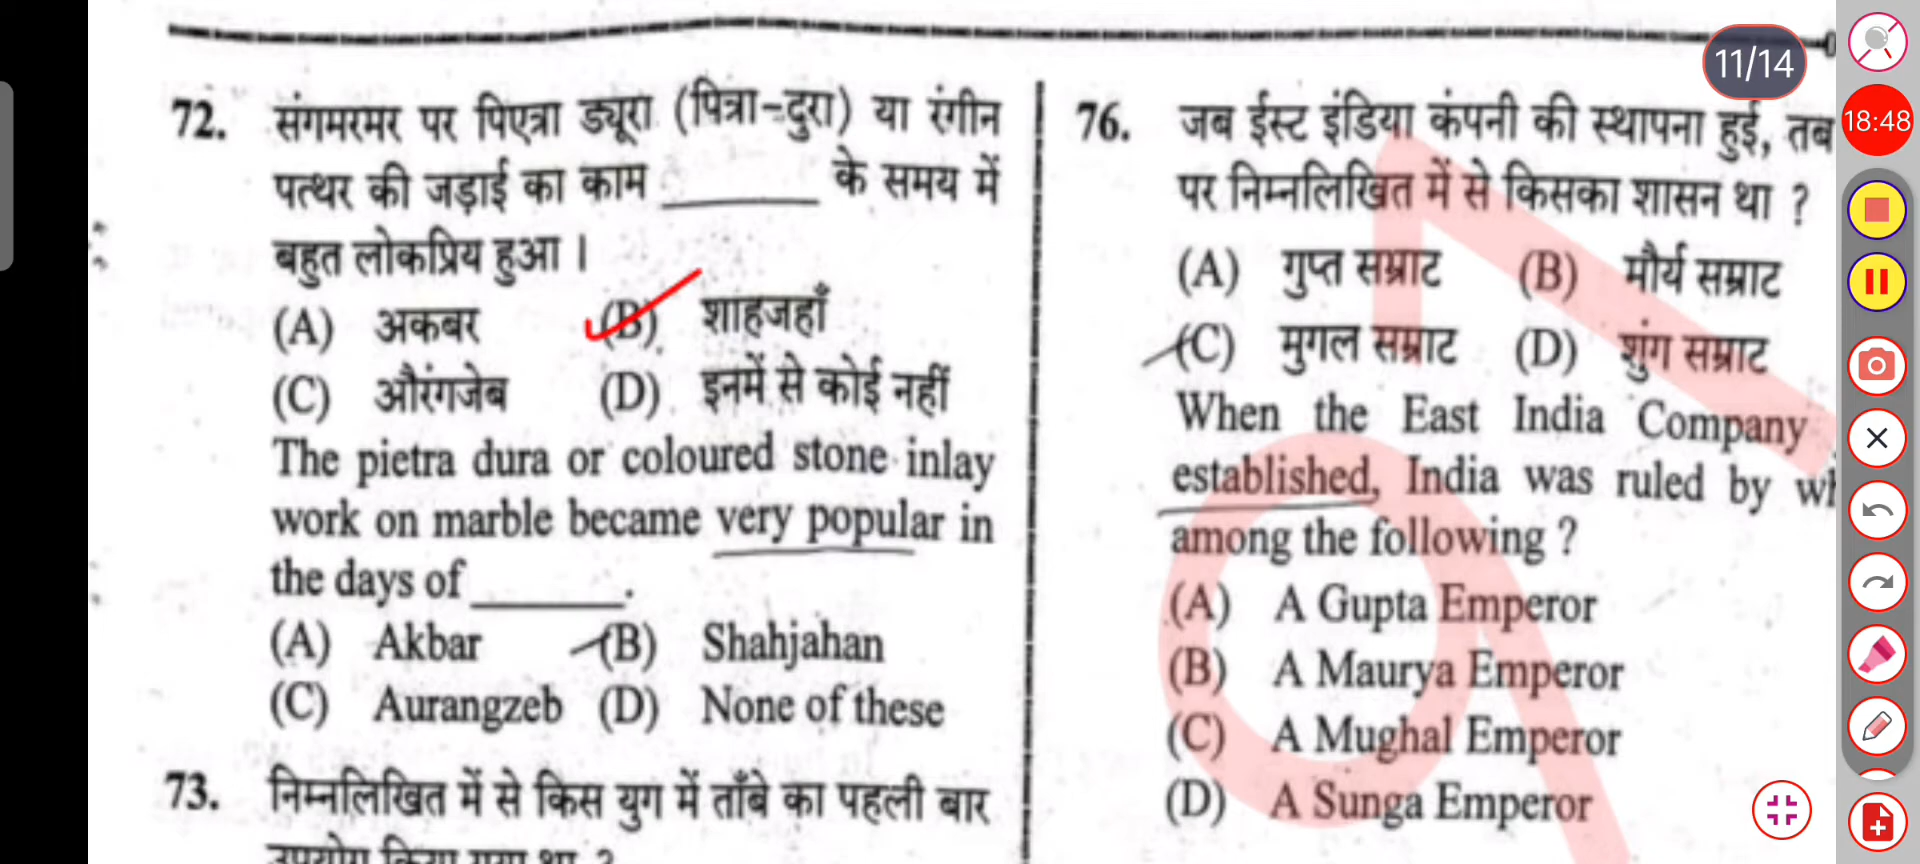 72. संगमरमर पर पिएत्रा ड्यूरा (पित्रा-दुरा) या रंगीन
पत्थर की जड़ाई का काम ________ के समय में
बहुत लोकप्रिय हुआ ।
(A) अकबर (B) शाहजहाँ
(C) औरंगजेब (D) इनमें से कोई नहीं
The pietra dura or coloured stone inlay
work on marble became very popular in
the days of ________.
(A) Akbar (B) Shahjahan
(C) Aurangzeb (D) None of these
73. निम्नलिखित में से किस युग में ताँबे का पहली बार
उपयोग किया गया था ?
76. जब ईस्ट इंडिया कंपनी की स्थापना हुई, तब
पर निम्नलिखित में से किसका शासन था ?
(A) गुप्त सम्राट (B) मौर्य सम्राट
(C) मुगल सम्राट (D) शुंग सम्राट
When the East India Company
established, India was ruled by
among the following ?
(A) A Gupta Emperor
(B) A Maurya Emperor
(C) A Mughal Emperor
(D) A Sunga Emperor
11/14
18:48